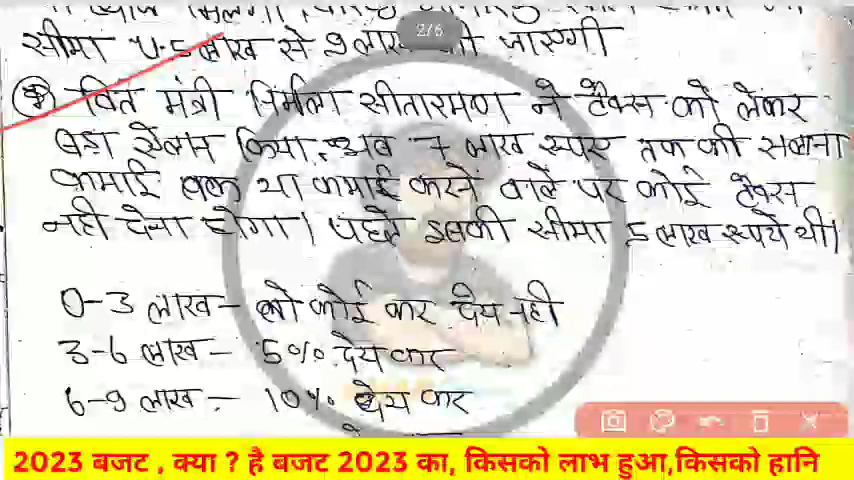 सीमा 4.5 लाख से 9 लाख की जाएगी
2/6
वित मंत्री निर्मला सीतारमण ने टैक्स को लेकर
बड़ा ऐलान किया, अब 7 लाख रूपए तक की सलाना
कमाई तक या कमाई करने वाले पर कोई टैक्स
नही देना होगा। पहले इसकी सीमा 5 लाख रूपये थी।
0-3 लाख - को कोई कर देय नही
3-6 लाख - 5% देय कर
6-9 लाख - 10% देय कर
2023 बजट , क्या ? है बजट 2023 का, किसको लाभ हुआ,किसको हानि